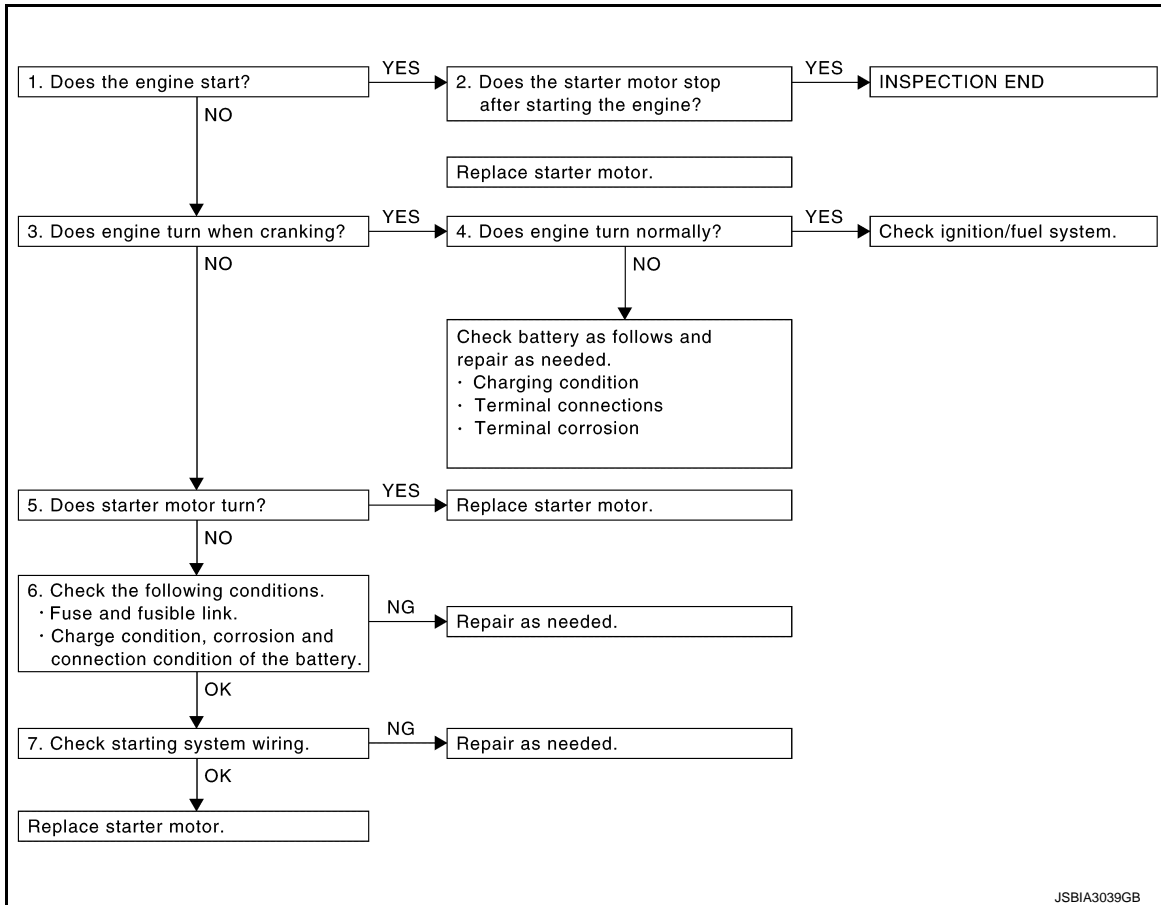 1. Does the engine start?
YES
2. Does the starter motor stop
after starting the engine?
YES
INSPECTION END
NO
Replace starter motor.
3. Does engine turn when cranking?
YES
4. Does engine turn normally?
YES
Check ignition/fuel system.
NO
NO
Check battery as follows and
repair as needed.
· Charging condition
· Terminal connections
· Terminal corrosion
5. Does starter motor turn?
YES
Replace starter motor.
NO
6. Check the following conditions.
· Fuse and fusible link.
· Charge condition, corrosion and
connection condition of the battery.
NG
Repair as needed.
OK
7. Check starting system wiring.
NG
Repair as needed.
OK
Replace starter motor.
JSBIA3039GB